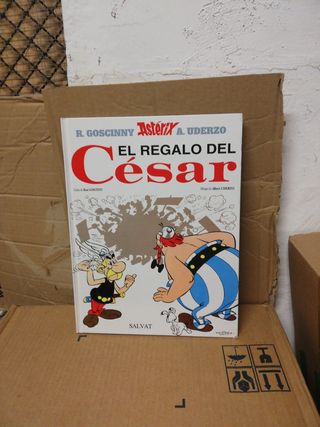 R. GOSCINNY Astérix A. UDERZO
EL REGALO DEL
César
SALVAT